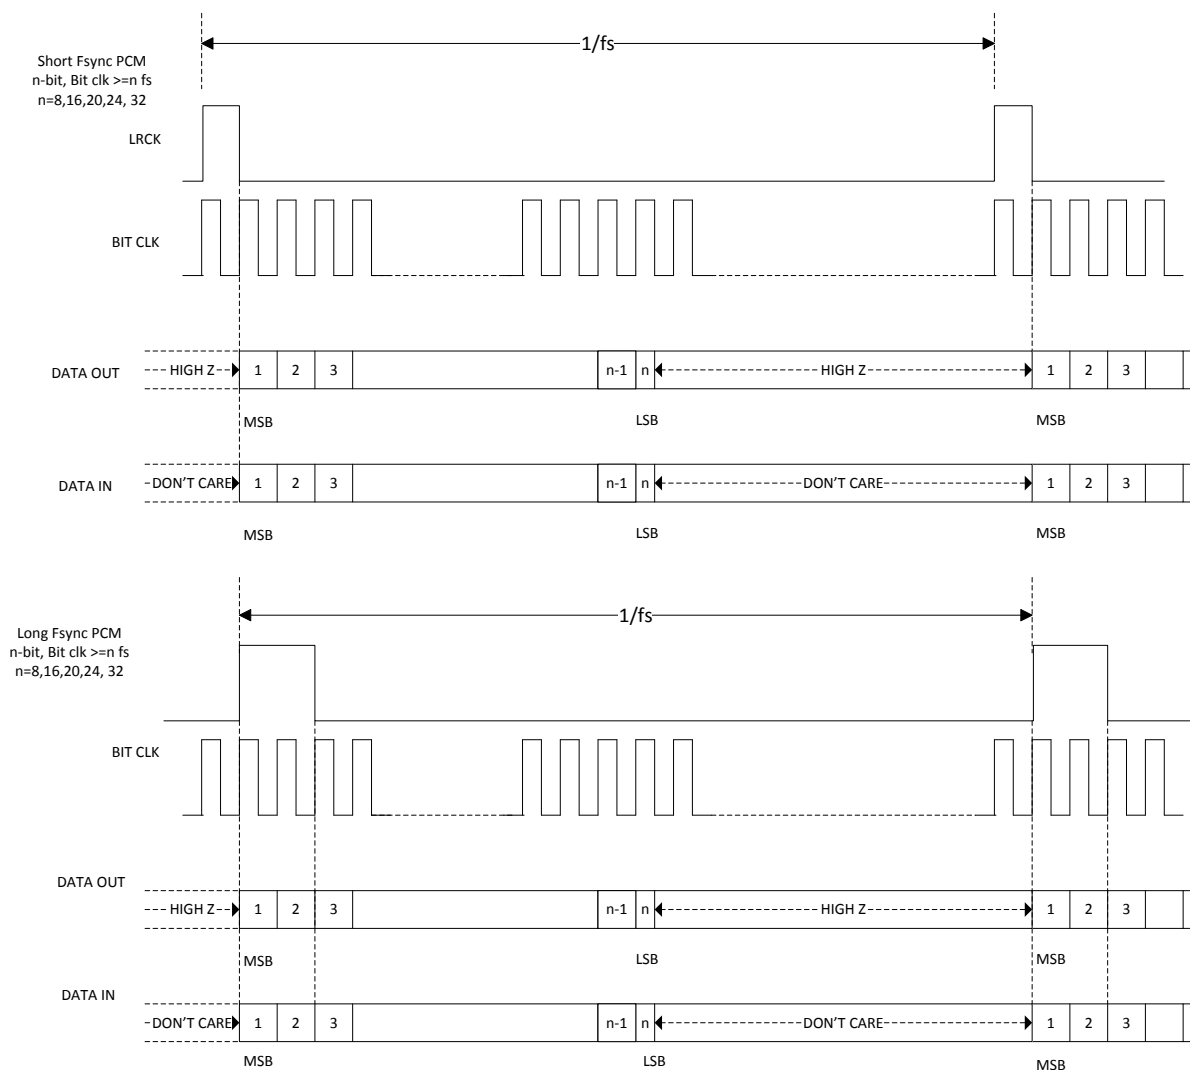 1/fs
Short Fsync PCM
n-bit, Bit clk >=n fs
n=8,16,20,24, 32
LRCK
BIT CLK
DATA OUT
HIGH Z 1 2 3 n-1 n HIGH Z 1 2 3
MSB LSB MSB
DATA IN
DON'T CARE 1 2 3 n-1 n DON'T CARE 1 2 3
MSB LSB MSB
1/fs
Long Fsync PCM
n-bit, Bit clk >=n fs
n=8,16,20,24, 32
BIT CLK
DATA OUT
HIGH Z 1 2 3 n-1 n HIGH Z 1 2 3
MSB LSB MSB
DATA IN
DON'T CARE 1 2 3 n-1 n DON'T CARE 1 2 3
MSB LSB MSB